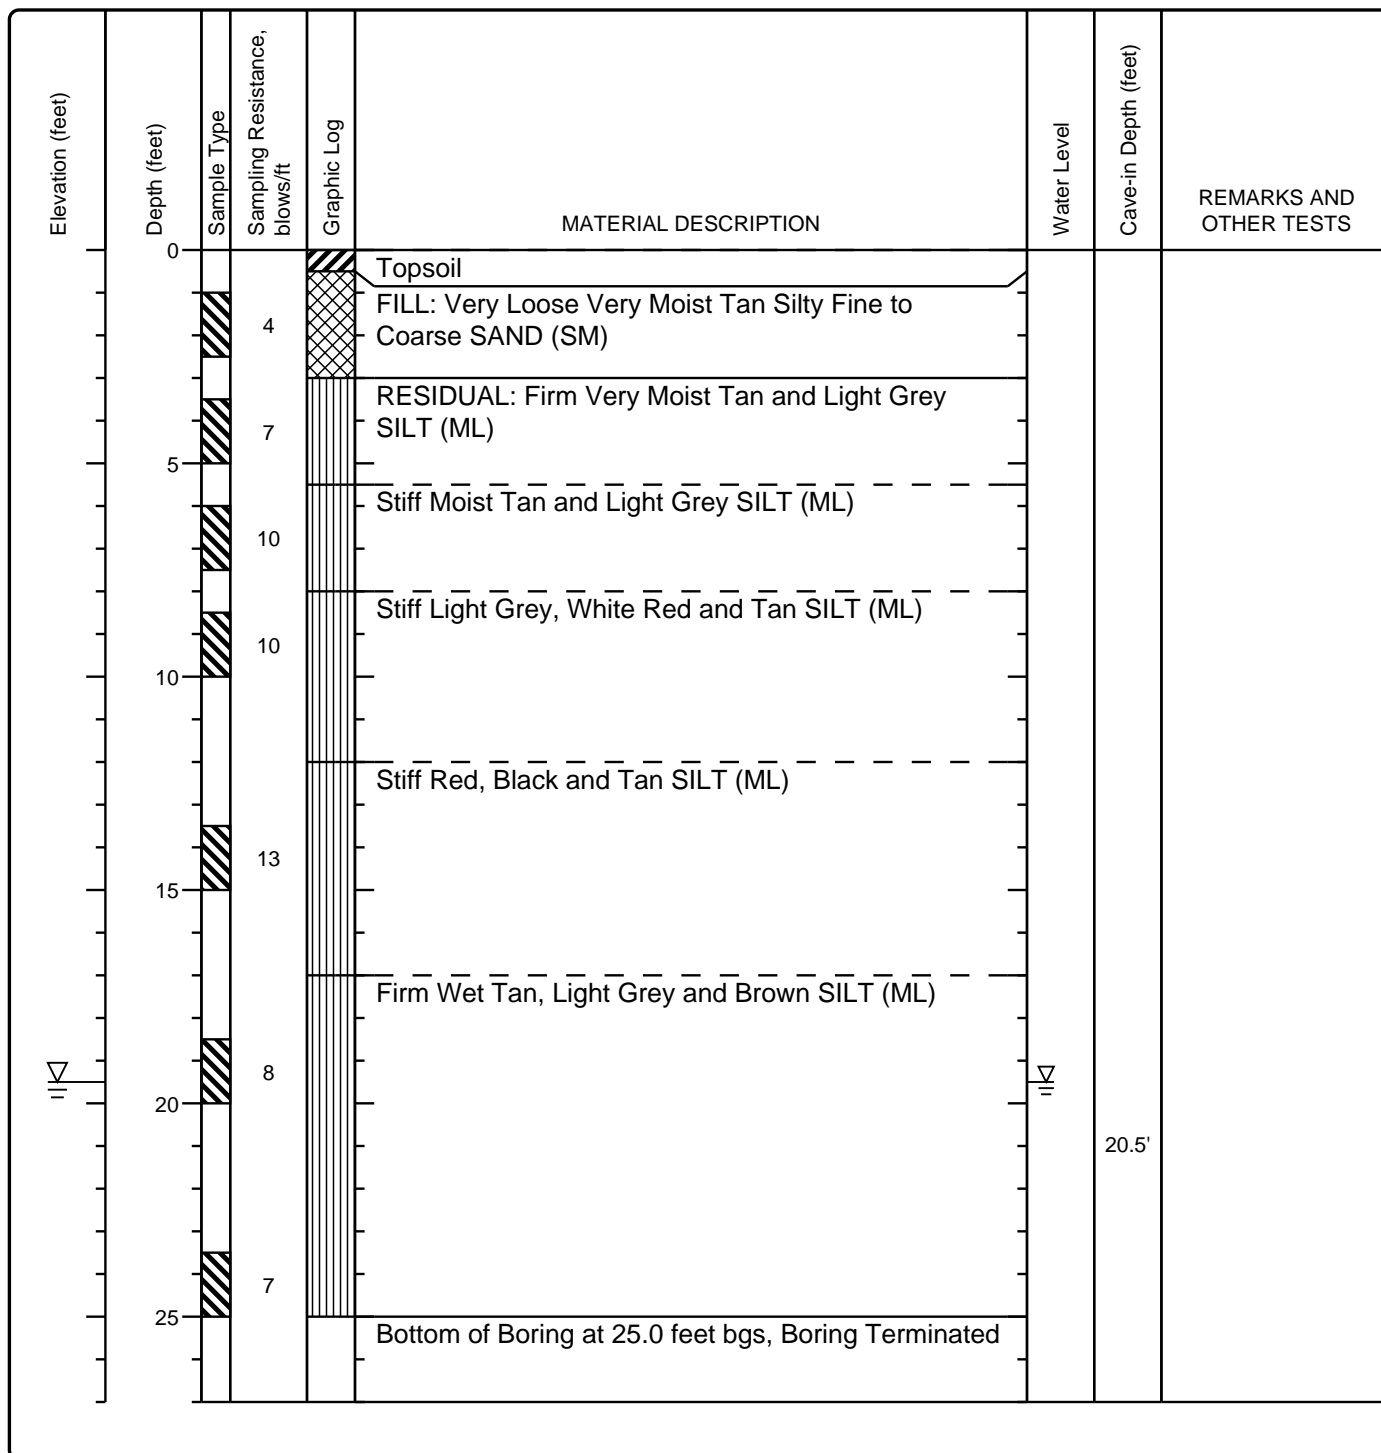 Elevation (feet)
Depth (feet)
Sample Type
Sampling Resistance,
blows/ft
Graphic Log
MATERIAL DESCRIPTION
Water Level
Cave-in Depth (feet)
REMARKS AND
OTHER TESTS
0
Topsoil
FILL: Very Loose Very Moist Tan Silty Fine to
4
Coarse SAND (SM)
RESIDUAL: Firm Very Moist Tan and Light Grey
7
SILT (ML)
5
Stiff Moist Tan and Light Grey SILT (ML)
10
Stiff Light Grey, White Red and Tan SILT (ML)
10
10
Stiff Red, Black and Tan SILT (ML)
13
15
Firm Wet Tan, Light Grey and Brown SILT (ML)
8
20
20.5'
7
25
Bottom of Boring at 25.0 feet bgs, Boring Terminated